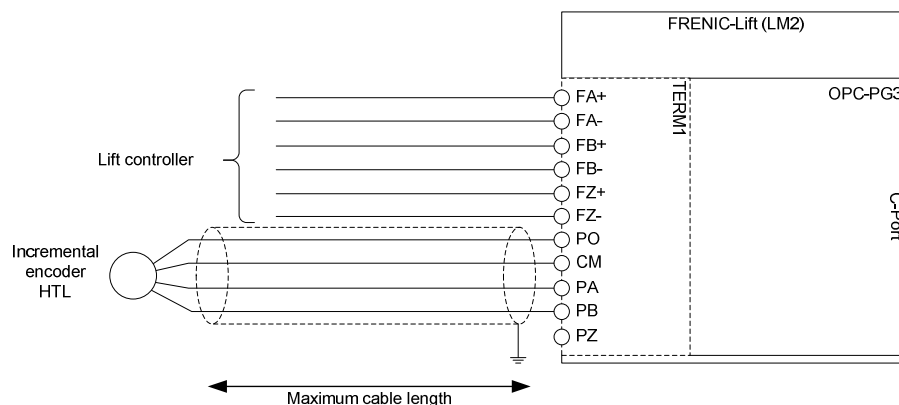 FRENIC-Lift (LM2)
TERM1
OPC-PG3
C-Port
Lift controller
FA+
FA-
FB+
FB-
FZ+
FZ-
PO
CM
PA
PB
PZ
Incremental
encoder
HTL
Maximum cable length